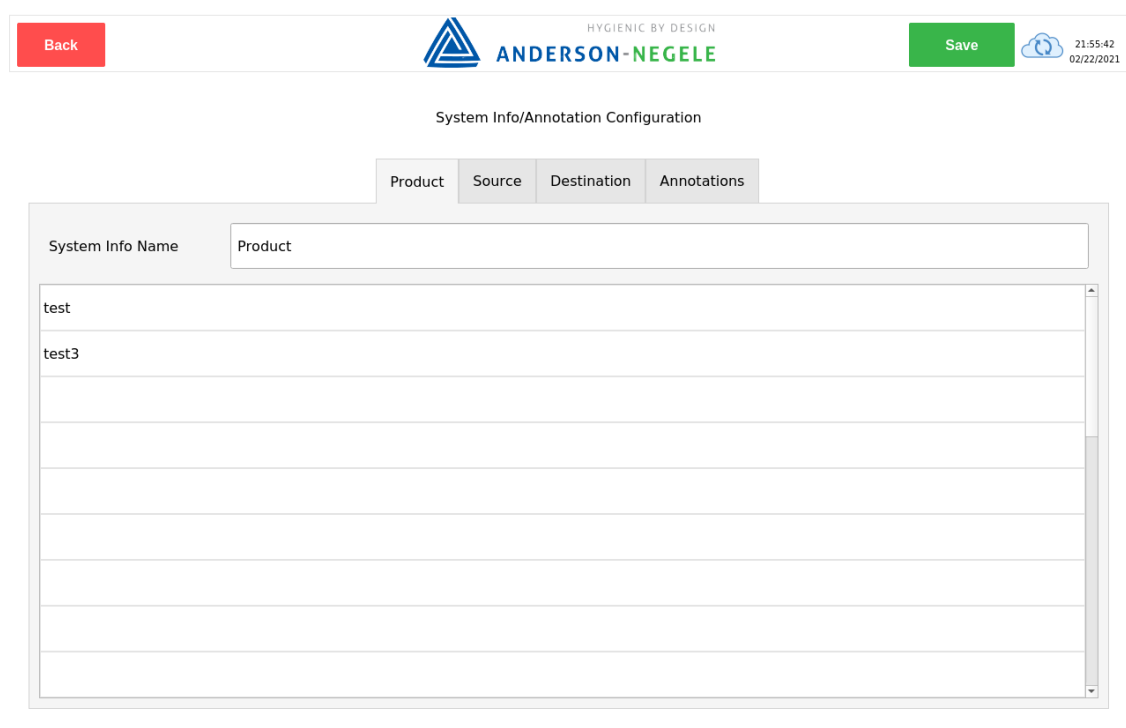 Back
HYGIENIC BY DESIGN
ANDERSON-NEGELE
Save
21:55:42
02/22/2021
System Info/Annotation Configuration
Product Source Destination Annotations
System Info Name Product
test
test3